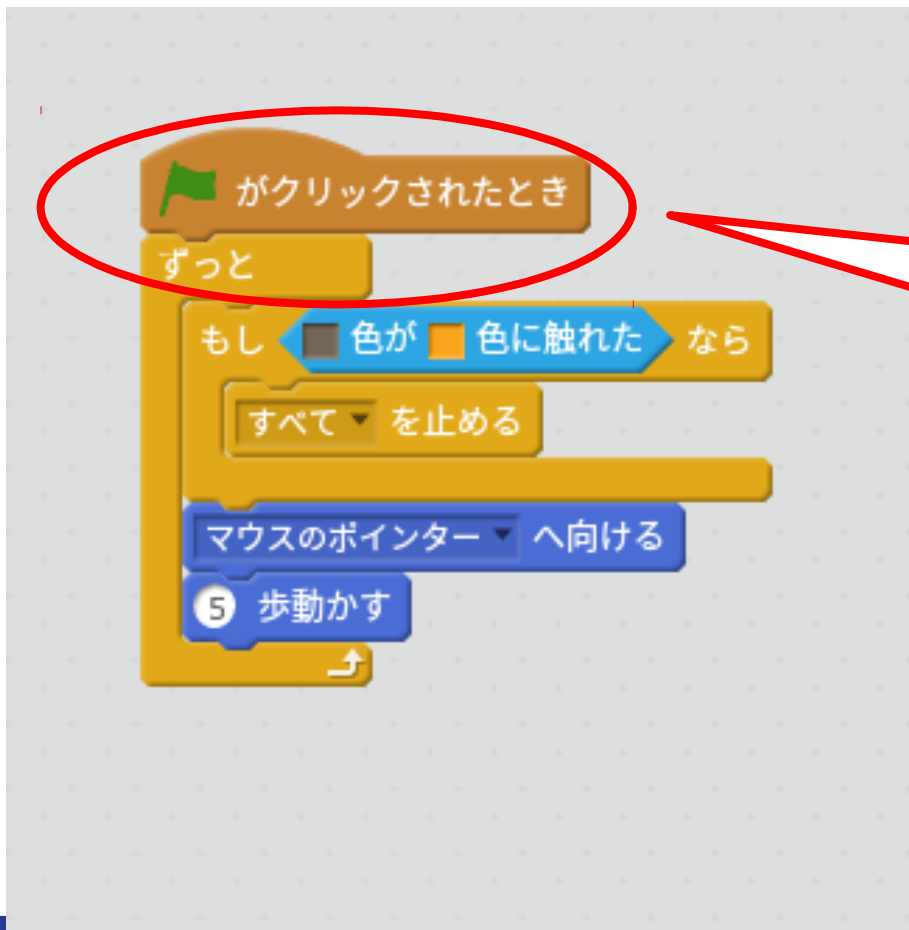 がクリックされたとき
ずっと
もし 色が 色に触れた なら
すべて を止める
マウスのポインター へ向ける
5 歩動かす